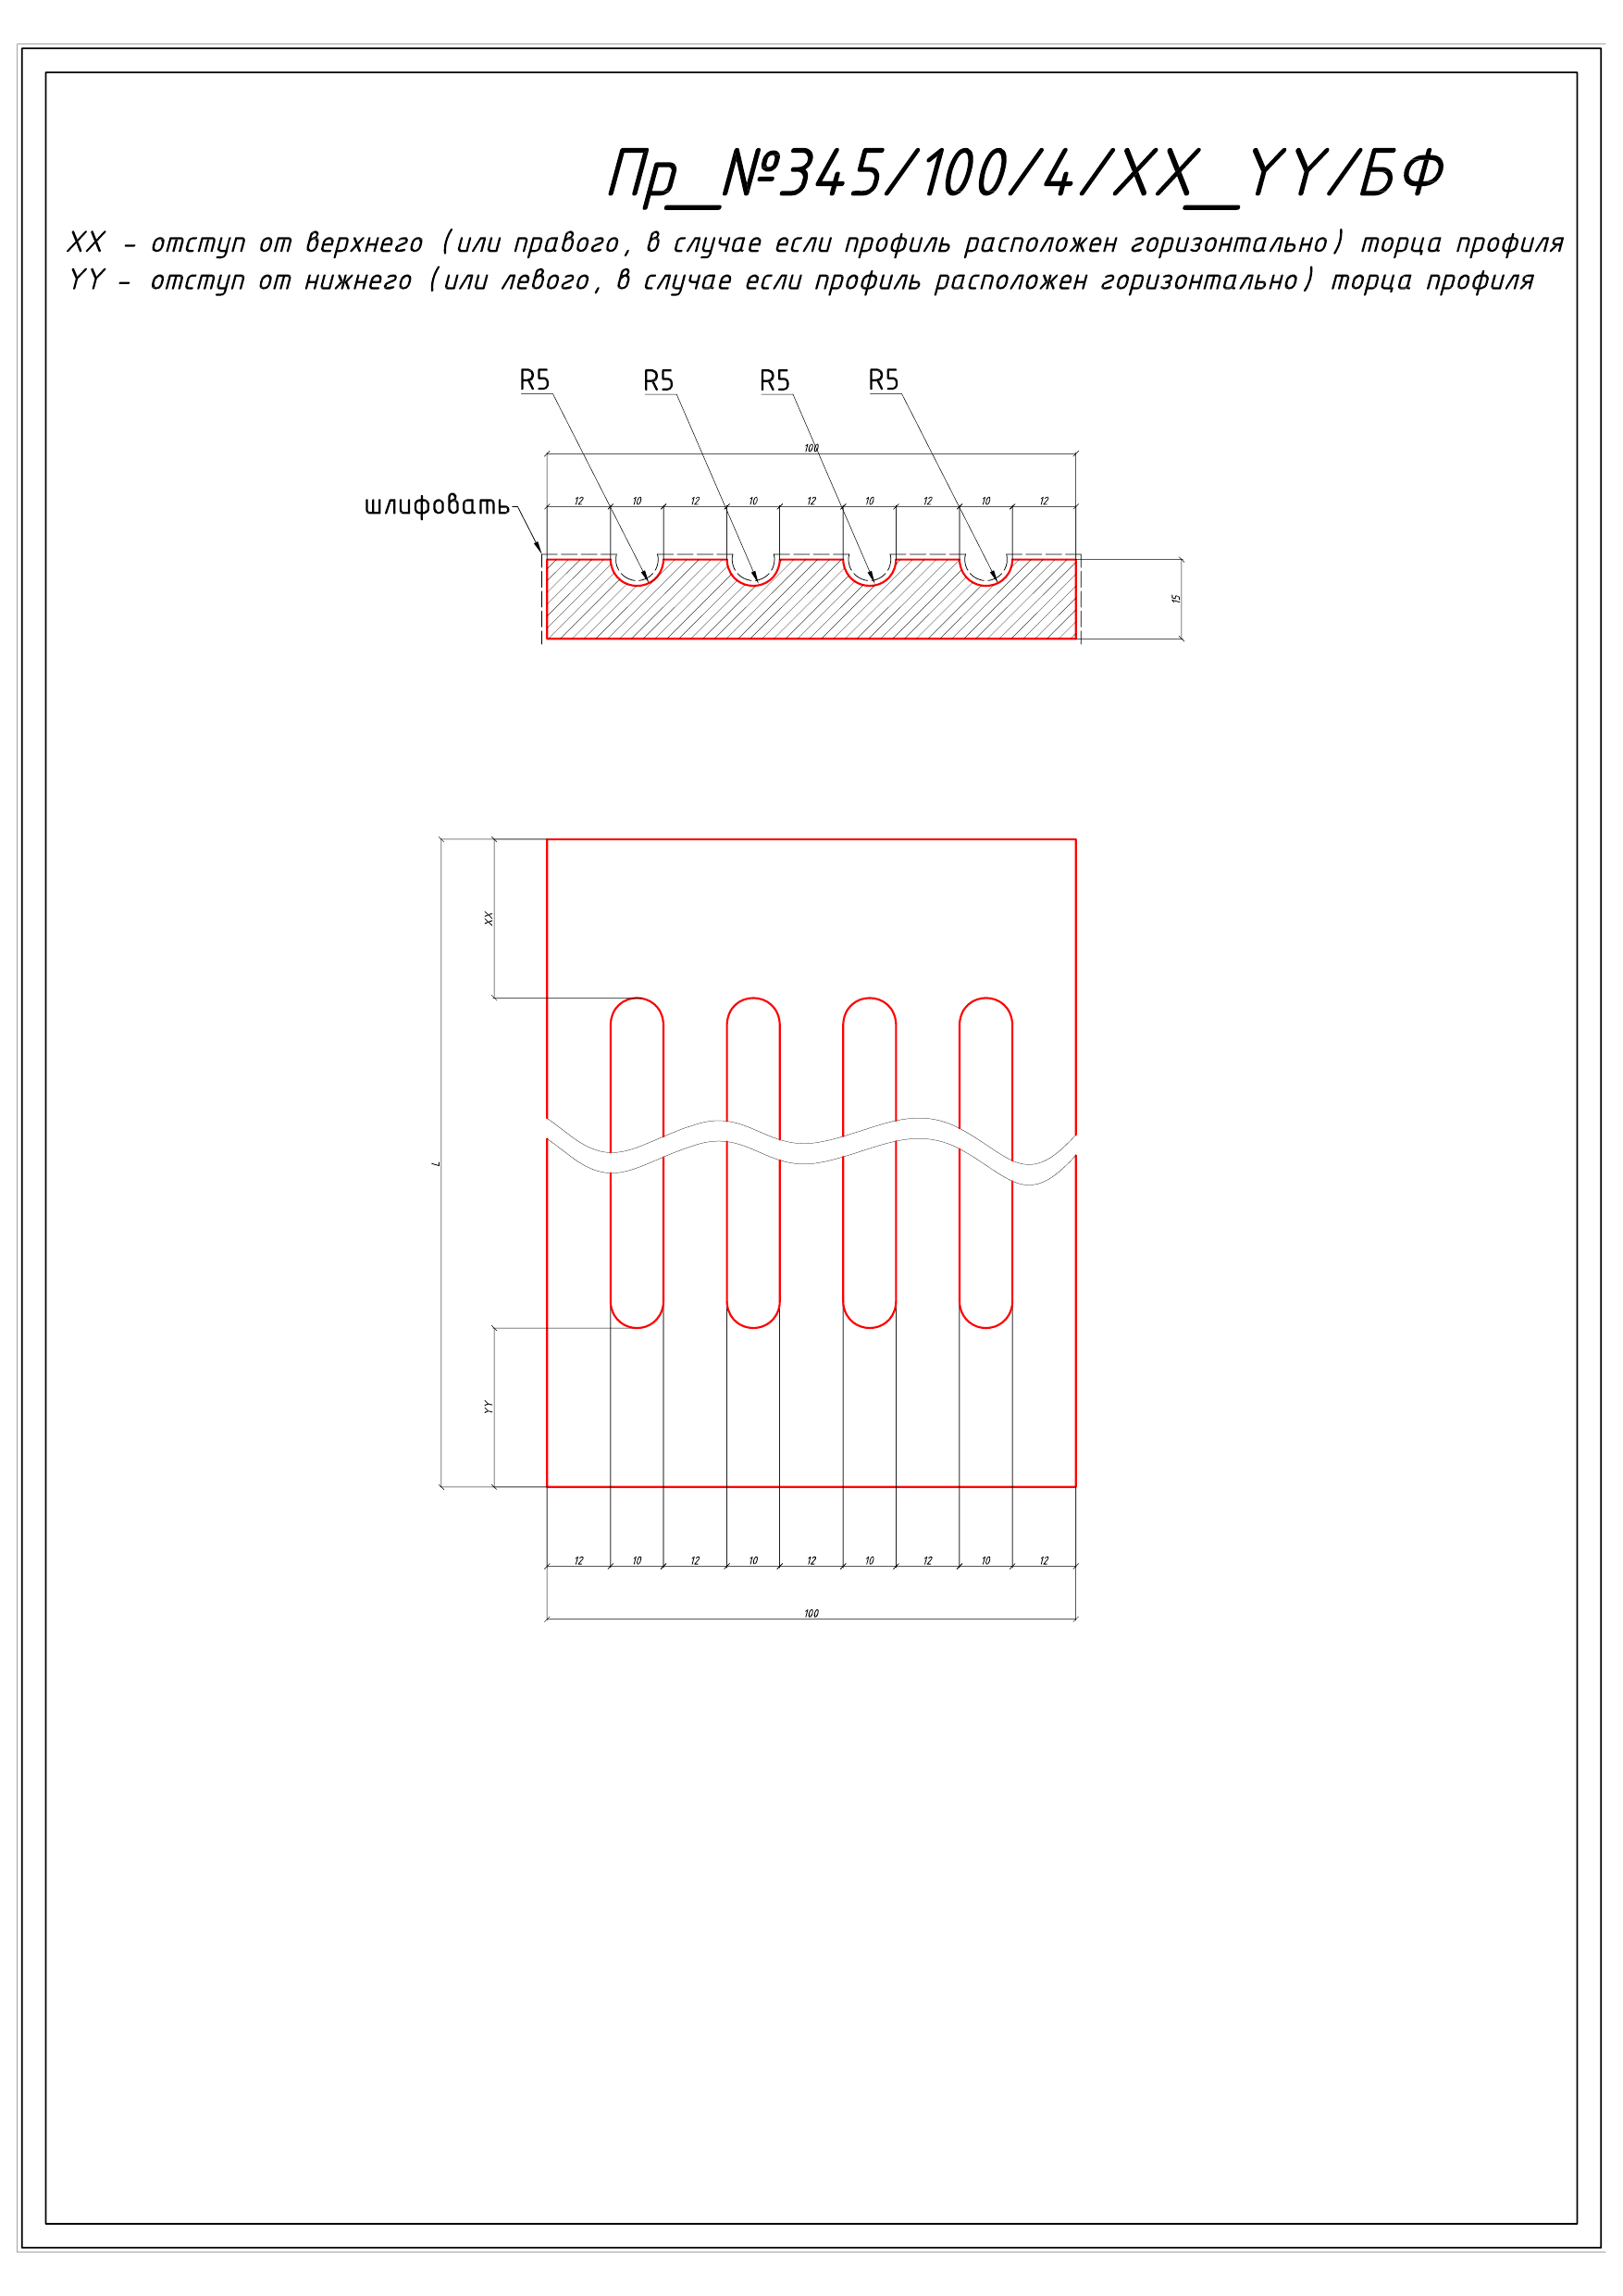 Пр_№345/100/4/XX_YY/БФ
XX - отступ от верхнего (или правого, в случае если профиль расположен горизонтально) торца профиля
YY - отступ от нижнего (или левого, в случае если профиль расположен горизонтально) торца профиля
R5 R5 R5 R5
100
шлифовать
12 10 12 10 12 10 12 10 12
15
XX
L
YY
12 10 12 10 12 10 12 10 12
100